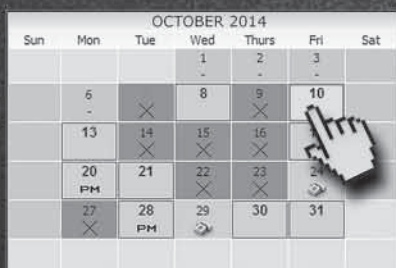 OCTOBER 2014
Sun Mon Tue Wed Thurs Fri Sat
1 2 3
- - -
6 8 9 10
-
13 14 15 16
20 21 22 23 24
PM
27 28 29 30 31
PM